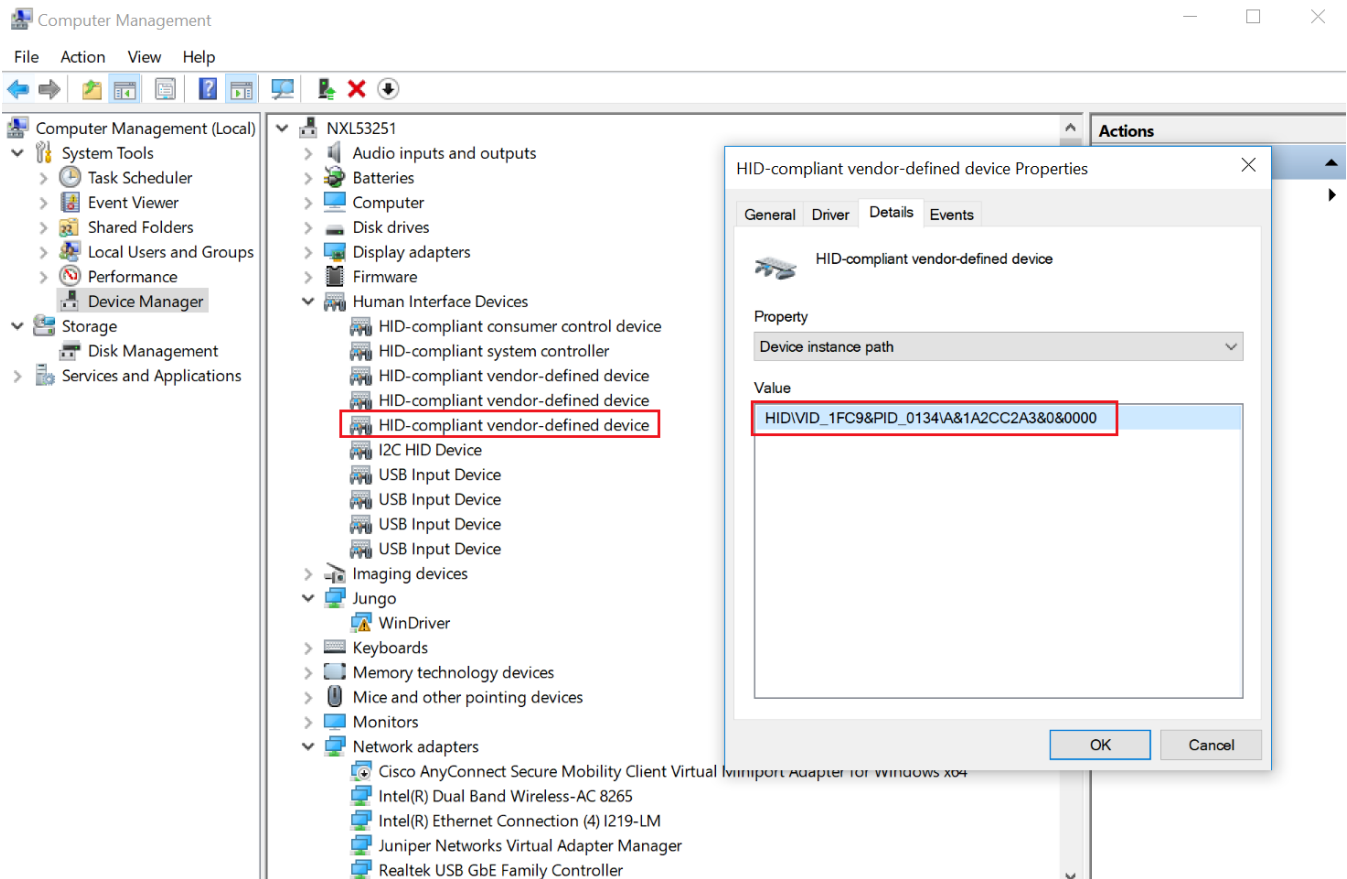 Computer Management
File Action View Help
Computer Management (Local)
System Tools
Task Scheduler
Event Viewer
Shared Folders
Local Users and Groups
Performance
Device Manager
Storage
Disk Management
Services and Applications
NXL53251
Audio inputs and outputs
Batteries
Computer
Disk drives
Display adapters
Firmware
Human Interface Devices
HID-compliant consumer control device
HID-compliant system controller
HID-compliant vendor-defined device
HID-compliant vendor-defined device
HID-compliant vendor-defined device
I2C HID Device
USB Input Device
USB Input Device
USB Input Device
USB Input Device
Imaging devices
Jungo
WinDriver
Keyboards
Memory technology devices
Mice and other pointing devices
Monitors
Network adapters
Cisco AnyConnect Secure Mobility Client Virtual Miniport Adapter for Windows x64
Intel(R) Dual Band Wireless-AC 8265
Intel(R) Ethernet Connection (4) I219-LM
Juniper Networks Virtual Adapter Manager
Realtek USB GbE Family Controller
Actions
HID-compliant vendor-defined device Properties
General Driver Details Events
HID-compliant vendor-defined device
Property
Device instance path
Value
HID\VID_1FC9&PID_0134\A&1A2CC2A3&0&0000
OK Cancel